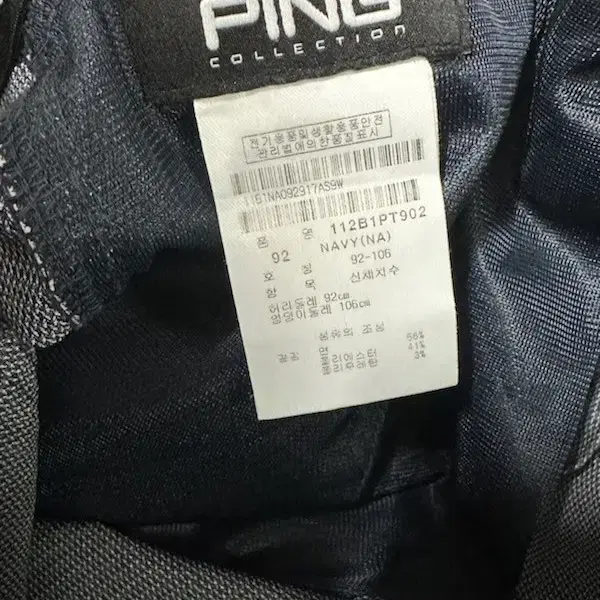 PING
COLLECTION
전기용품및생활용품안전
관리법에의한품질표시
161NA092917AS9W
112B1PT902
품 명
NAVY(NA)
92
호 칭 92-106
항 목 신체치수
허리둘레 92cm
엉덩이둘레 106cm
섬유의 조성
면 56%
폴리에스터 41%
폴리우레탄 3%